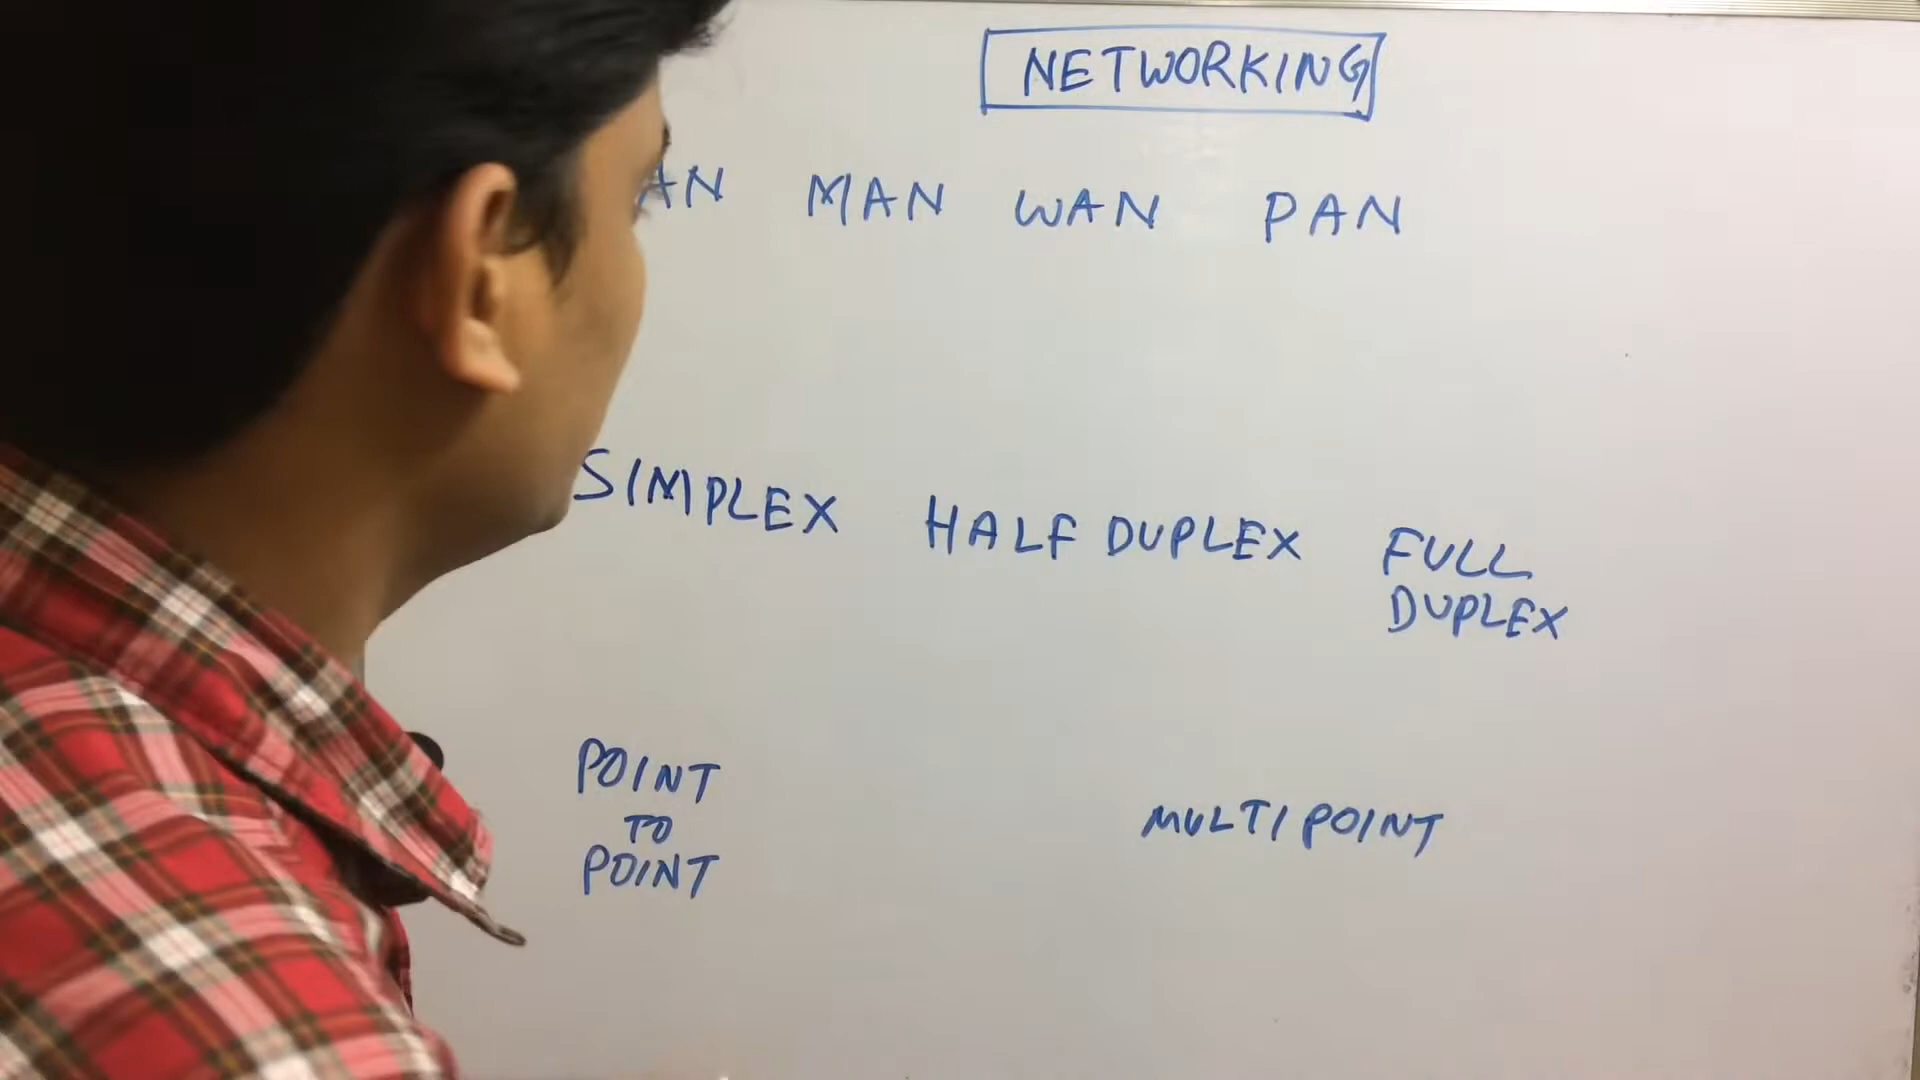 NETWORKING
AN MAN WAN PAN
SIMPLEX HALF DUPLEX FULL
DUPLEX
POINT
TO
POINT
MULTIPOINT